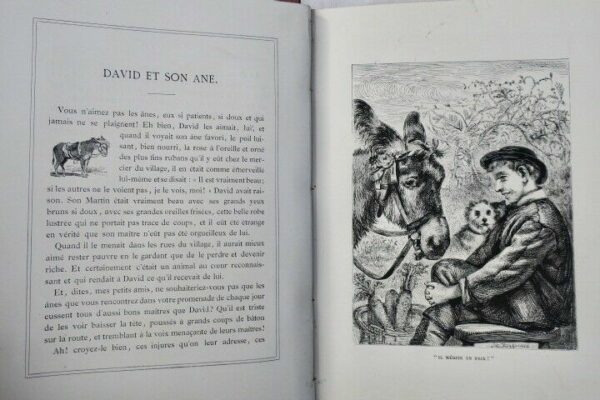 DAVID ET SON ANE.
Vous n'aimez pas les ânes, eux si patients, si doux et qui
jamais ne se plaignent! Eh bien, David les aimait, lui, et
quand il voyait son âne favori, le poil lui-
sant, bien nourri, la rose à l'oreille et orné
des plus fins rubans qu'il y eût chez le mer-
cier du village, il en était comme émerveillé
lui-même et se disait : « Il est vraiment beau;
si les autres ne le voient pas, je le vois, moi! » David avait rai-
son. Son Martin était vraiment beau avec ses grands yeux
bruns si doux, avec ses grandes oreilles frisées, cette belle robe
lustrée qui ne portait pas trace de coups, et il eût été étrange
en vérité que son maître n'eût pas été orgueilleux de lui.
Quand il le menait dans les rues du village, il aurait mieux
aimé rester pauvre en le gardant que de le perdre et devenir
riche. Et certainement c'était un animal au cœur reconnais-
sant et qui rendait à David ce qu'il recevait de lui.
Et, dites, mes petits amis, ne souhaiteriez-vous pas que les
ânes que vous rencontrez dans votre promenade de chaque jour
eussent tous d'aussi bons maîtres que David? Qu'il est triste
de les voir baisser la tête, poussés à grands coups de bâton
sur la route, et tremblant à la voix menaçante de leurs maîtres!
Ah! croyez-le bien, ces injures qu'on leur adresse, ces
"IL MÉRITE UN PRIX!"